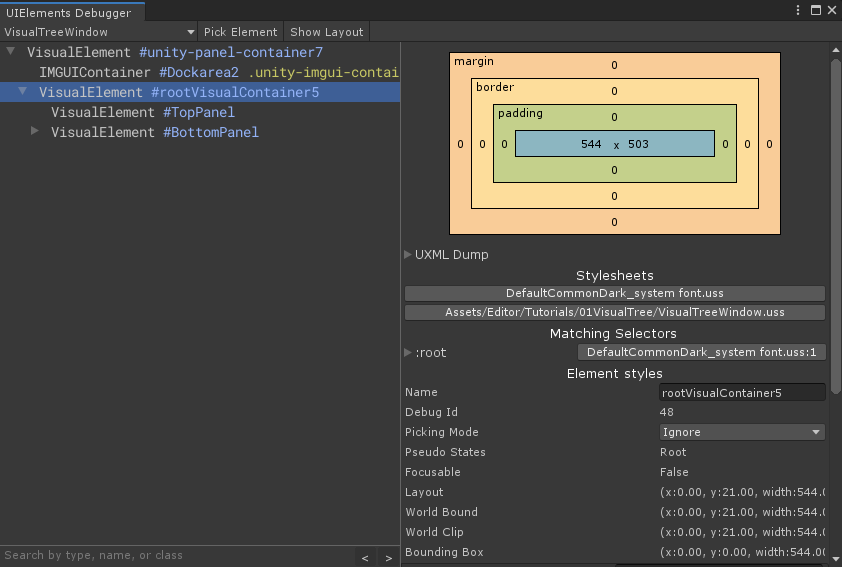 UIElements Debugger
VisualTreeWindow
Pick Element
Show Layout
VisualElement #unity-panel-container7
IMGUIContainer #Dockarea2 .unity-imgui-contai
VisualElement #rootVisualContainer5
VisualElement #TopPanel
VisualElement #BottomPanel
Search by type, name, or class
< >
margin
0
border
0
padding
0
0 0 0 544 x 503 0 0 0
0
0
0
UXML Dump
Stylesheets
DefaultCommonDark_system font.uss
Assets/Editor/Tutorials/01VisualTree/VisualTreeWindow.uss
Matching Selectors
:root DefaultCommonDark_system font.uss:1
Element styles
Name rootVisualContainer5
Debug Id 48
Picking Mode Ignore
Pseudo States Root
Focusable False
Layout (x:0.00, y:21.00, width:544.0
World Bound (x:0.00, y:21.00, width:544.0
World Clip (x:0.00, y:21.00, width:544.0
Bounding Box (x:0.00, y:0.00, width:544.00